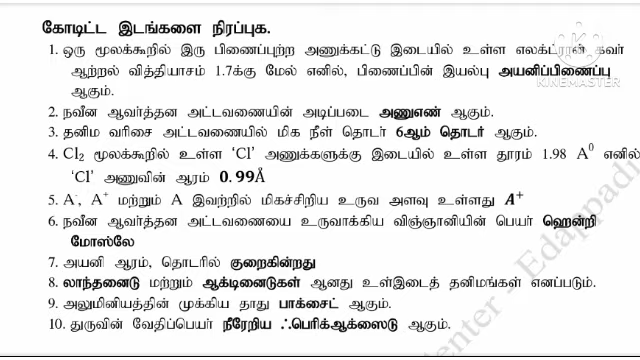 கோடிட்ட இடங்களை நிரப்புக.
1. ஒரு மூலக்கூறில் இரு பிணைப்புற்ற அணுக்கட்டு இடையில் உள்ள எலக்ட்ரான் கவர்
ஆற்றல் வித்தியாசம் 1.7க்கு மேல் எனில், பிணைப்பின் இயல்பு அயனிப்பிணைப்பு
ஆகும்.
KINEMASTER
2. நவீன ஆவர்த்தன அட்டவணையின் அடிப்படை அணுஎண் ஆகும்.
3. தனிம வரிசை அட்டவணையில் மிக நீள் தொடர் 6ஆம் தொடர் ஆகும்.
4. Cl₂ மூலக்கூறில் உள்ள 'Cl' அணுக்களுக்கு இடையில் உள்ள தூரம் 1.98 A⁰ எனில்
'Cl' அணுவின் ஆரம் 0.99Å
5. A⁻, A⁺ மற்றும் A இவற்றில் மிகச்சிறிய உருவ அளவு உள்ளது A⁺
6. நவீன ஆவர்த்தன அட்டவணையை உருவாக்கிய விஞ்ஞானியின் பெயர் ஹென்றி
மோஸ்லே
7. அயனி ஆரம், தொடரில் குறைகின்றது
8. லாந்தனைடு மற்றும் ஆக்டினைடுகள் ஆனது உள்இடைத் தனிமங்கள் எனப்படும்.
9. அலுமினியத்தின் முக்கிய தாது பாக்சைட் ஆகும்.
10. துருவின் வேதிப்பெயர் நீரேறிய ஃபெரிக்ஆக்ஸைடு ஆகும்.
enter - Edappadi